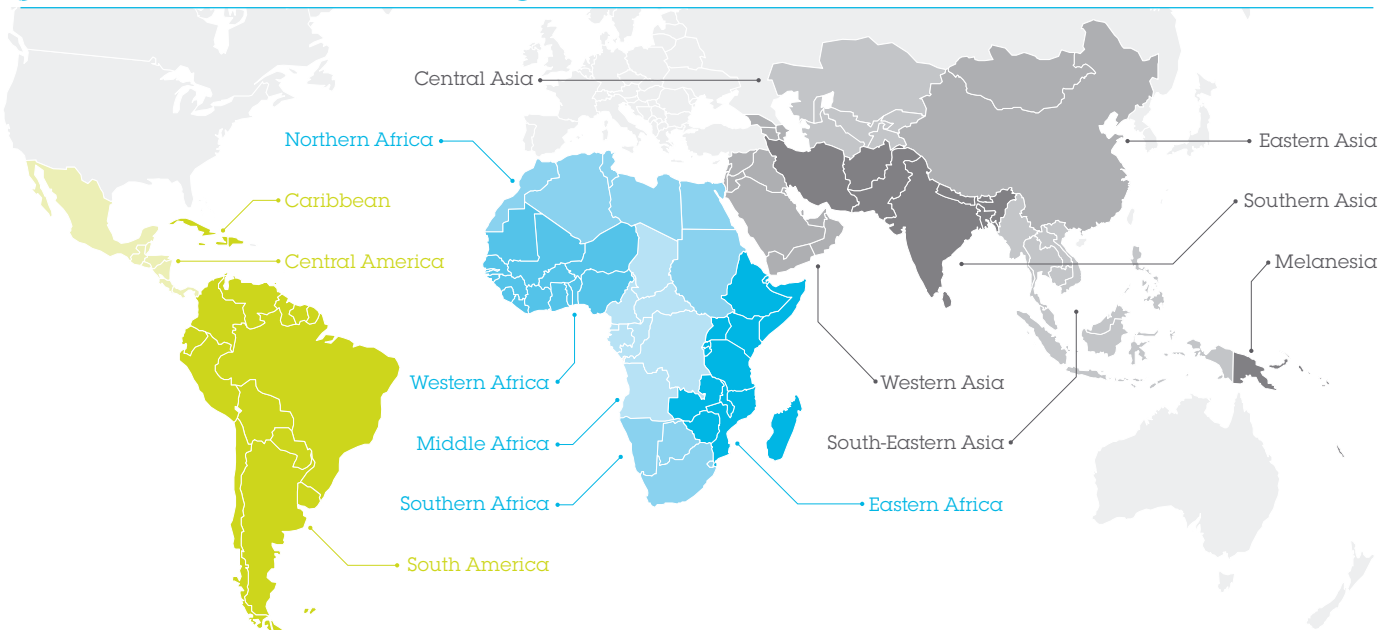 Central Asia
Northern Africa
Eastern Asia
Caribbean
Southern Asia
Central America
Melanesia
Western Africa
Western Asia
Middle Africa
South-Eastern Asia
Southern Africa
Eastern Africa
South America